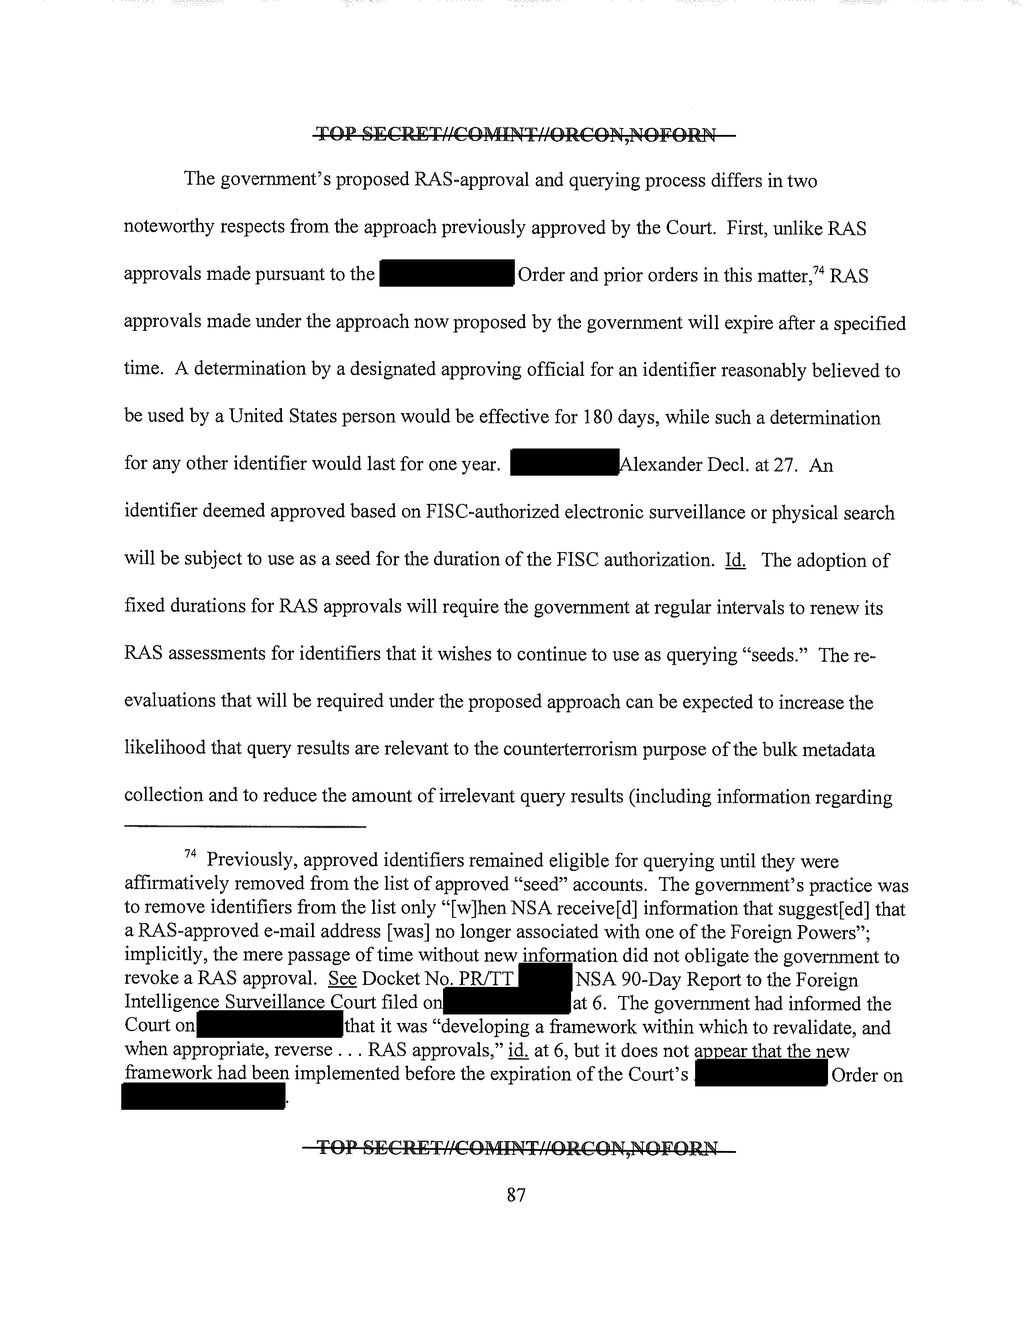 TOP SECRET//COMINT//ORCON,NOFORN
The government's proposed RAS-approval and querying process differs in two
noteworthy respects from the approach previously approved by the Court. First, unlike RAS
approvals made pursuant to the Order and prior orders in this matter,74 RAS
approvals made under the approach now proposed by the government will expire after a specified
time. A determination by a designated approving official for an identifier reasonably believed to
be used by a United States person would be effective for 180 days, while such a determination
for any other identifier would last for one year. Alexander Decl. at 27. An
identifier deemed approved based on FISC-authorized electronic surveillance or physical search
will be subject to use as a seed for the duration of the FISC authorization. Id. The adoption of
fixed durations for RAS approvals will require the government at regular intervals to renew its
RAS assessments for identifiers that it wishes to continue to use as querying “seeds.” The re-
evaluations that will be required under the proposed approach can be expected to increase the
likelihood that query results are relevant to the counterterrorism purpose of the bulk metadata
collection and to reduce the amount of irrelevant query results (including information regarding
74 Previously, approved identifiers remained eligible for querying until they were
affirmatively removed from the list of approved “seed” accounts. The government's practice was
to remove identifiers from the list only “[w]hen NSA receive[d] information that suggest[ed] that
a RAS-approved e-mail address [was] no longer associated with one of the Foreign Powers”;
implicitly, the mere passage of time without new information did not obligate the government to
revoke a RAS approval. See Docket No. PR/TT NSA 90-Day Report to the Foreign
Intelligence Surveillance Court filed on at 6. The government had informed the
Court on that it was “developing a framework within which to revalidate, and
when appropriate, reverse . . . RAS approvals,” id. at 6, but it does not appear that the new
framework had been implemented before the expiration of the Court's Order on
.
TOP SECRET//COMINT//ORCON,NOFORN
87